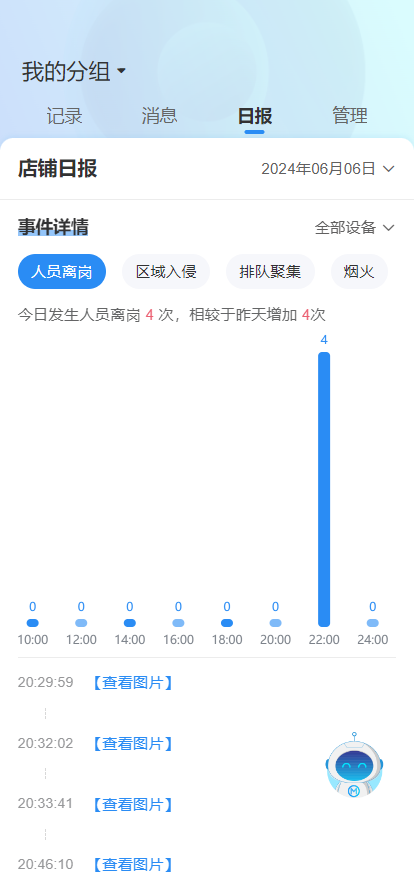 我的分组
记录 消息 日报 管理
店铺日报 2024年06月06日
事件详情 全部设备
人员离岗 区域入侵 排队聚集 烟火
今日发生人员离岗 4 次，相较于昨天增加 4次
4
0 0 0 0 0 0 0
10:00 12:00 14:00 16:00 18:00 20:00 22:00 24:00
20:29:59 【查看图片】
20:32:02 【查看图片】
20:33:41 【查看图片】
20:46:10 【查看图片】